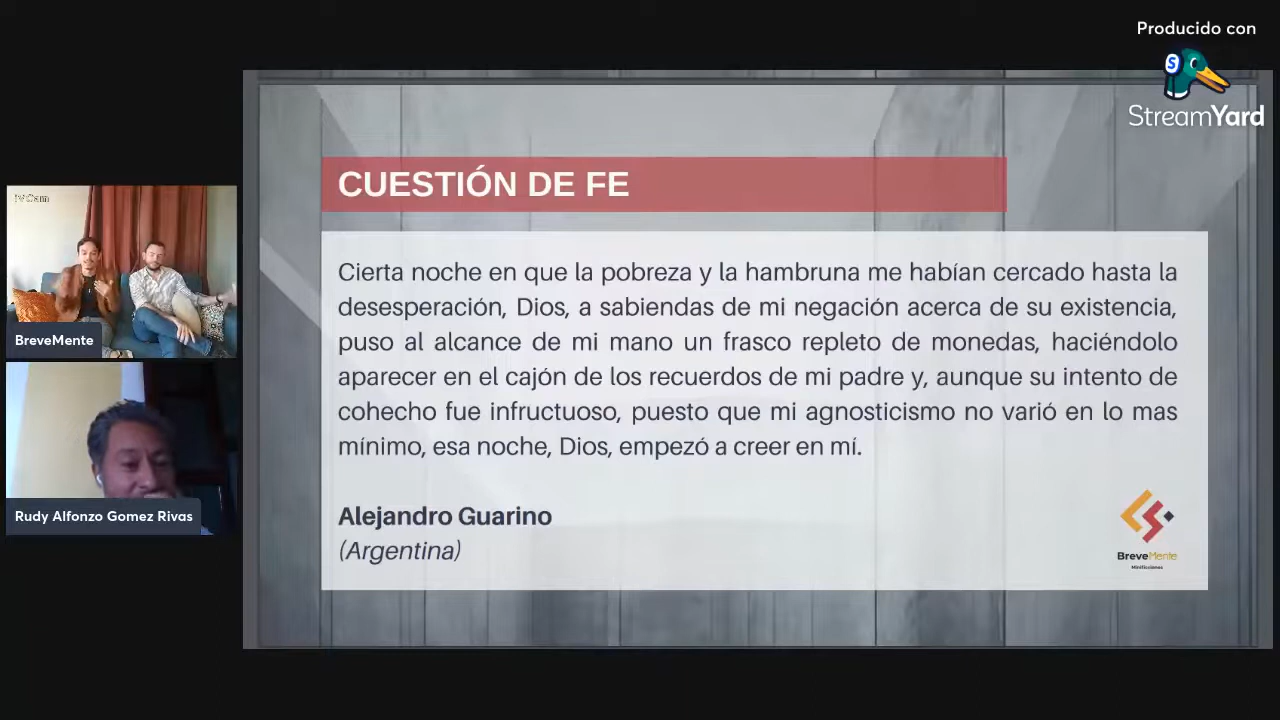 Producido con
StreamYard
iVCam
BreveMente
Rudy Alfonzo Gomez Rivas
CUESTIÓN DE FE
Cierta noche en que la pobreza y la hambruna me habían cercado hasta la
desesperación, Dios, a sabiendas de mi negación acerca de su existencia,
puso al alcance de mi mano un frasco repleto de monedas, haciéndolo
aparecer en el cajón de los recuerdos de mi padre y, aunque su intento de
cohecho fue infructuoso, puesto que mi agnosticismo no varió en lo mas
mínimo, esa noche, Dios, empezó a creer en mí.
Alejandro Guarino
(Argentina)
BreveMente
Minificciones